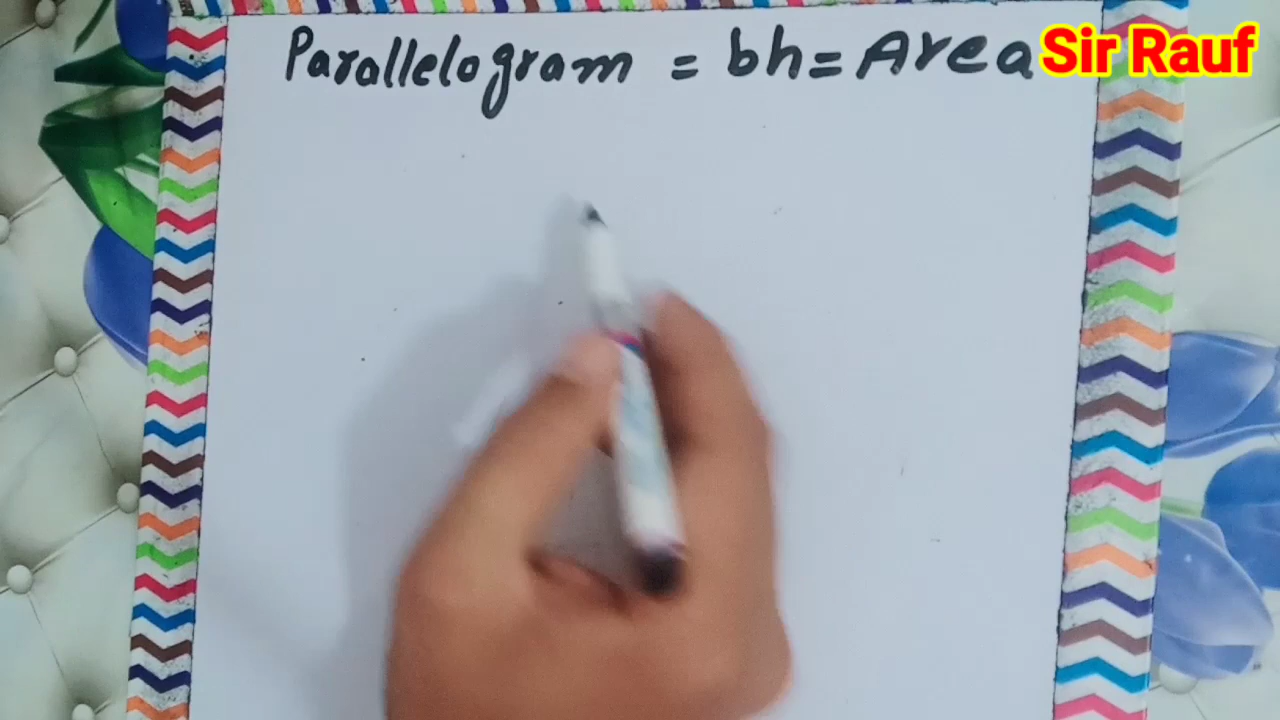 Parallelogram = bh = Area
Sir Rauf